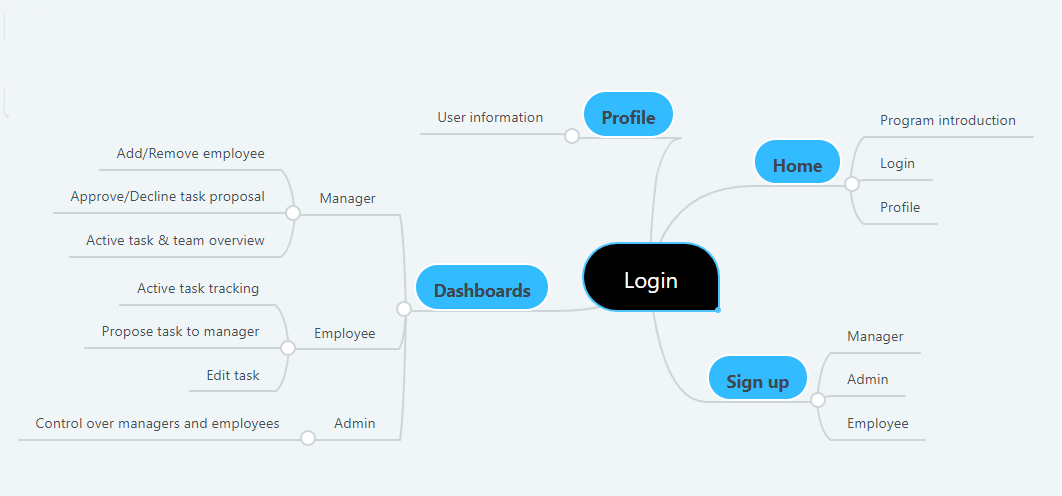 Login
Profile
User information
Home
Program introduction
Login
Profile
Dashboards
Manager
Add/Remove employee
Approve/Decline task proposal
Active task & team overview
Employee
Active task tracking
Propose task to manager
Edit task
Admin
Control over managers and employees
Sign up
Manager
Admin
Employee